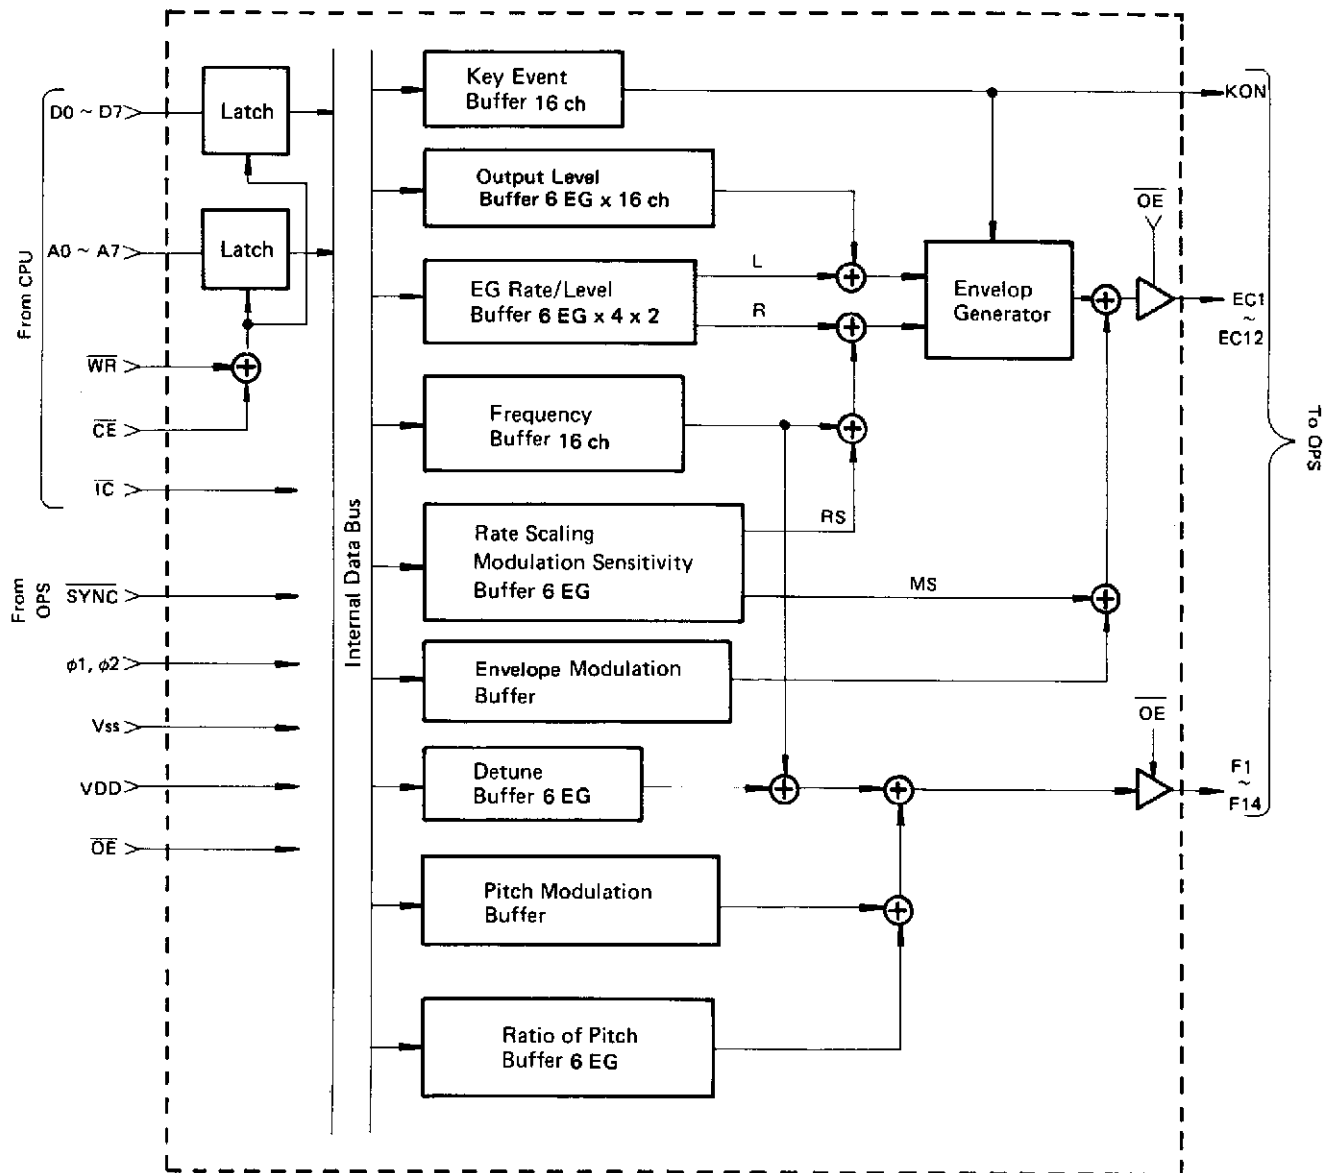 From CPU
D0 ~ D7
A0 ~ A7
WR
CE
IC
From
OPS
SYNC
φ1, φ2
Vss
VDD
OE
Latch
Latch
Internal Data Bus
Key Event
Buffer 16 ch
Output Level
Buffer 6 EG x 16 ch
EG Rate/Level
Buffer 6 EG x 4 x 2
L
R
Frequency
Buffer 16 ch
Rate Scaling
Modulation Sensitivity
Buffer 6 EG
RS
MS
Envelope Modulation
Buffer
Detune
Buffer 6 EG
Pitch Modulation
Buffer
Ratio of Pitch
Buffer 6 EG
Envelop
Generator
OE
OE
KON
EC1
~
EC12
F1
~
F14
To OPS